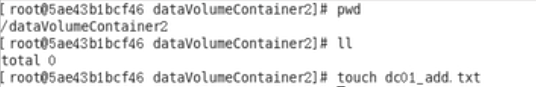 [ root@5ae43b1bcf46 dataVolumeContainer2]# pwd
/dataVolumeContainer2
[ root@5ae43b1bcf46 dataVolumeContainer2]# ll
total 0
[ root@5ae43b1bcf46 dataVolumeContainer2]# touch dc01_add.txt